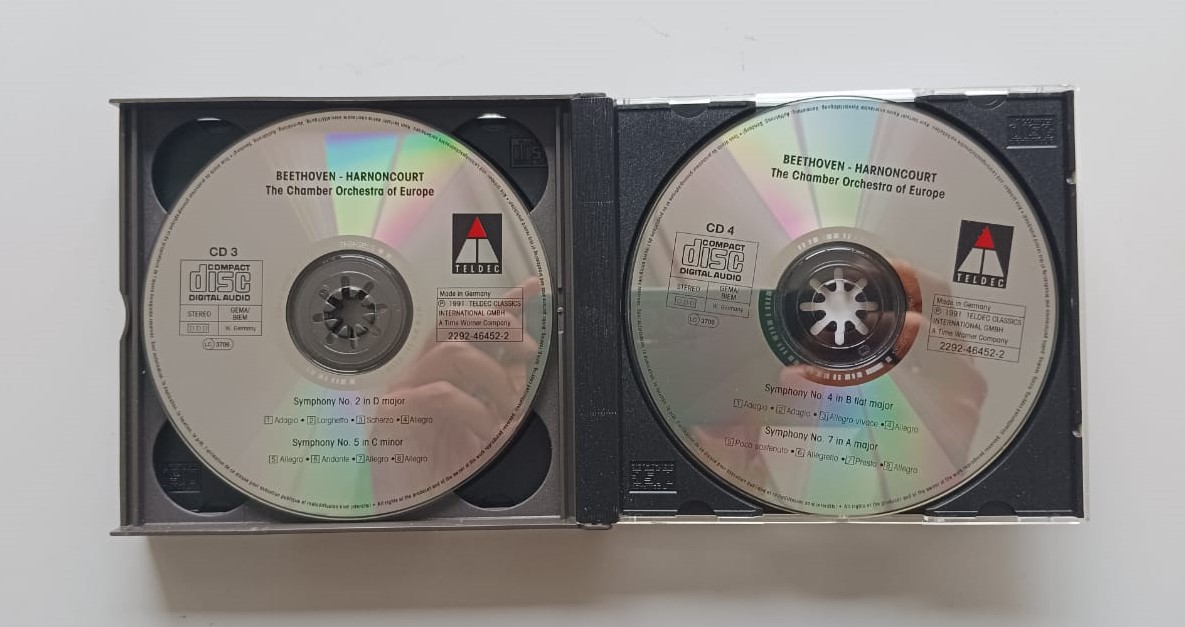 BEETHOVEN - HARNONCOURT
The Chamber Orchestra of Europe
CD 3
COMPACT
disc
DIGITAL AUDIO
STEREO
GEMA/
BIEM
DDD
W. Germany
LC 3706
TELDEC
Made in Germany
Ⓟ 1991 TELDEC CLASSICS
INTERNATIONAL GMBH
A Time Warner Company
2292-46452-2
Symphony No. 2 in D major
1 Adagio • 2 Larghetto • 3 Scherzo • 4 Allegro
Symphony No. 5 in C minor
5 Allegro • 6 Andante • 7 Allegro • 8 Allegro
BEETHOVEN - HARNONCOURT
The Chamber Orchestra of Europe
CD 4
COMPACT
disc
DIGITAL AUDIO
STEREO
GEMA/
BIEM
DDD
W. Germany
LC 3706
TELDEC
Made in Germany
Ⓟ 1991 TELDEC CLASSICS
INTERNATIONAL GMBH
A Time Warner Company
2292-46452-2
Symphony No. 4 in B flat major
1 Adagio • 2 Adagio • 3 Allegro vivace • 4 Allegro
Symphony No. 7 in A major
5 Poco sostenuto • 6 Allegretto • 7 Presto • 8 Allegro